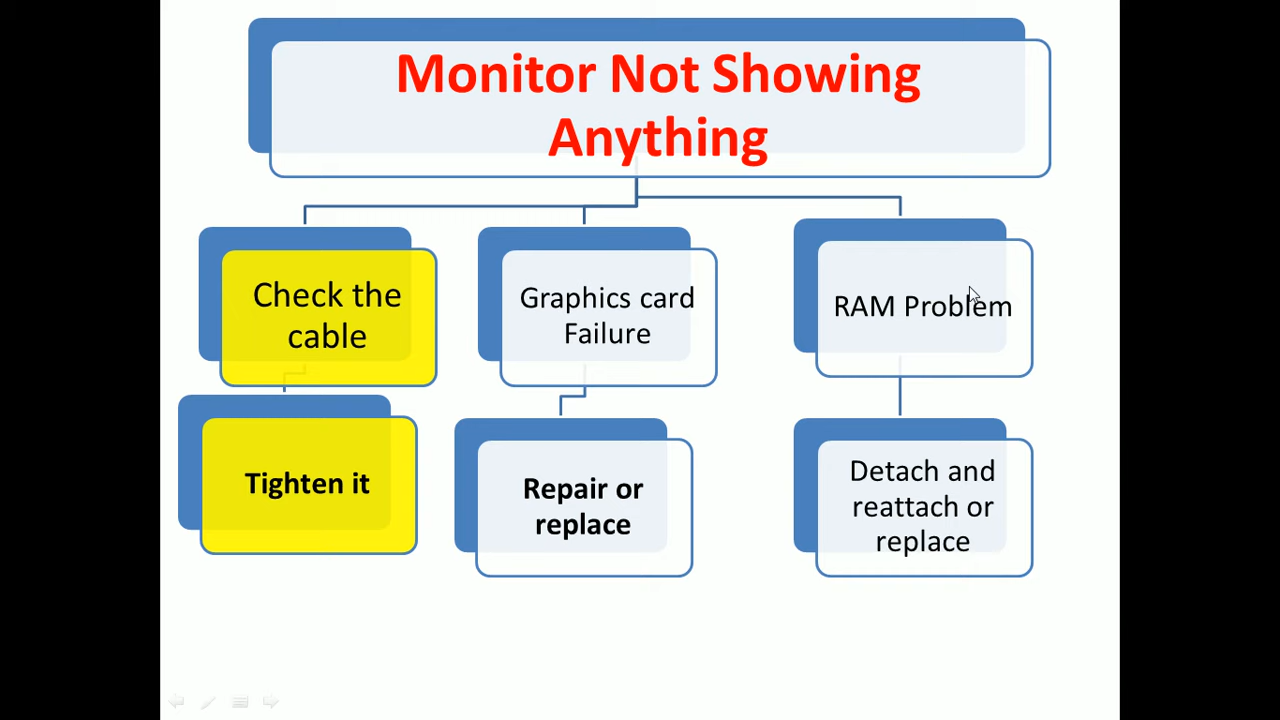 Monitor Not Showing
Anything
Check the
cable
Graphics card
Failure
RAM Problem
Tighten it
Repair or
replace
Detach and
reattach or
replace